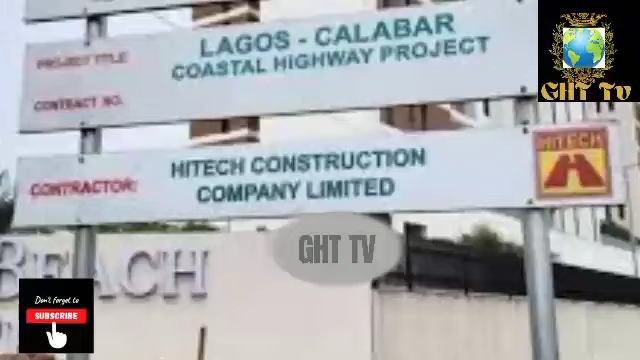 PROJECT TITLE:
LAGOS - CALABAR
COASTAL HIGHWAY PROJECT
CONTRACT NO.
CONTRACTOR:
HITECH CONSTRUCTION
COMPANY LIMITED
HITECH
GHT TV
GHT TV
BEACH
Don't forget to
SUBSCRIBE